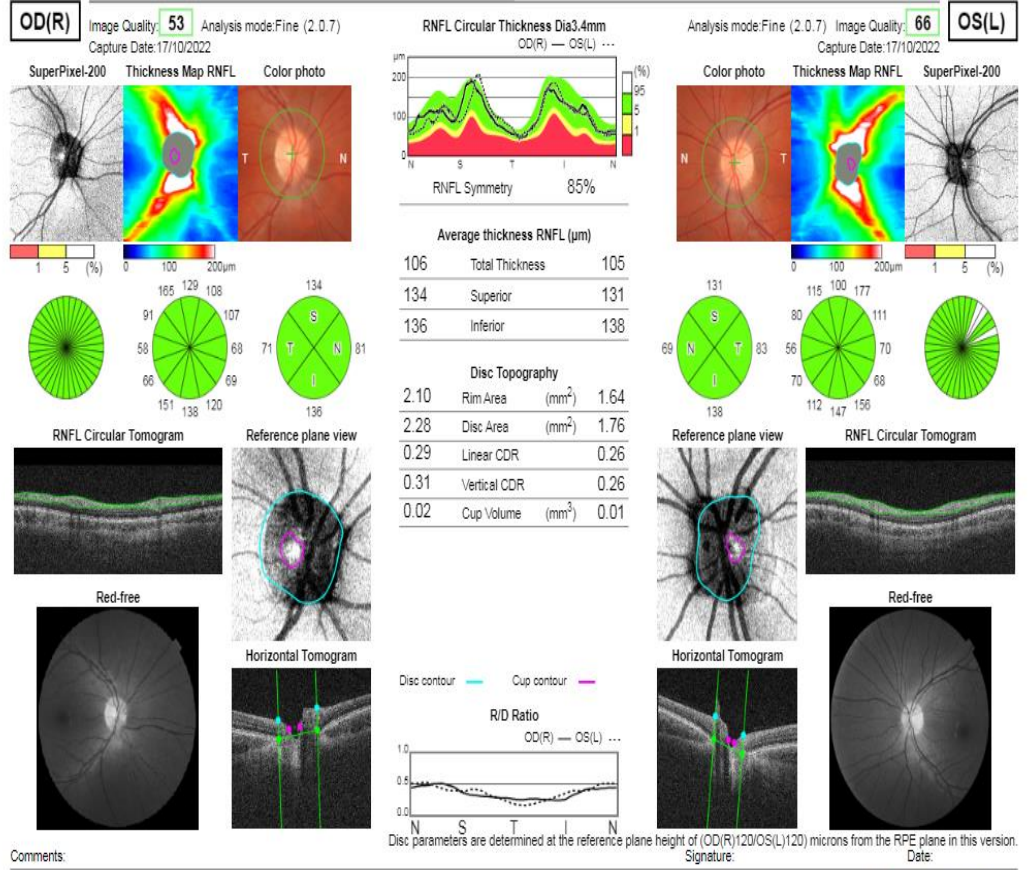 OD(R) Image Quality: 53 Analysis mode:Fine (2.0.7)
Capture Date:17/10/2022
SuperPixel-200 Thickness Map RNFL Color photo
T N
1 5 (%)
0 100 200µm
RNFL Circular Thickness Dia3.4mm
OD(R) — OS(L) ---
µm
200
100
0
N S T I N
(%)
95
5
1
RNFL Symmetry 85%
Analysis mode:Fine (2.0.7) Image Quality: 66 OS(L)
Capture Date:17/10/2022
Color photo Thickness Map RNFL SuperPixel-200
N T
0 100 200µm
1 5 (%)
Average thickness RNFL (µm)
106 Total Thickness 105
134 Superior 131
136 Inferior 138
165 129 108
91 107
58 68
66 69
151 138 120
134
S
71 T N 81
I
136
131
S
69 N T 83
I
138
115 100 177
80 111
56 70
70 68
112 147 156
Disc Topography
2.10 Rim Area (mm²) 1.64
2.28 Disc Area (mm²) 1.76
0.29 Linear CDR 0.26
0.31 Vertical CDR 0.26
0.02 Cup Volume (mm³) 0.01
RNFL Circular Tomogram Reference plane view
Reference plane view RNFL Circular Tomogram
Red-free
Horizontal Tomogram
Horizontal Tomogram
Red-free
Disc contour — Cup contour —
R/D Ratio
OD(R) — OS(L) ---
1.0
0.5
0.0
N S T I N
Disc parameters are determined at the reference plane height of (OD(R)120/OS(L)120) microns from the RPE plane in this version.
Comments: Signature: Date: